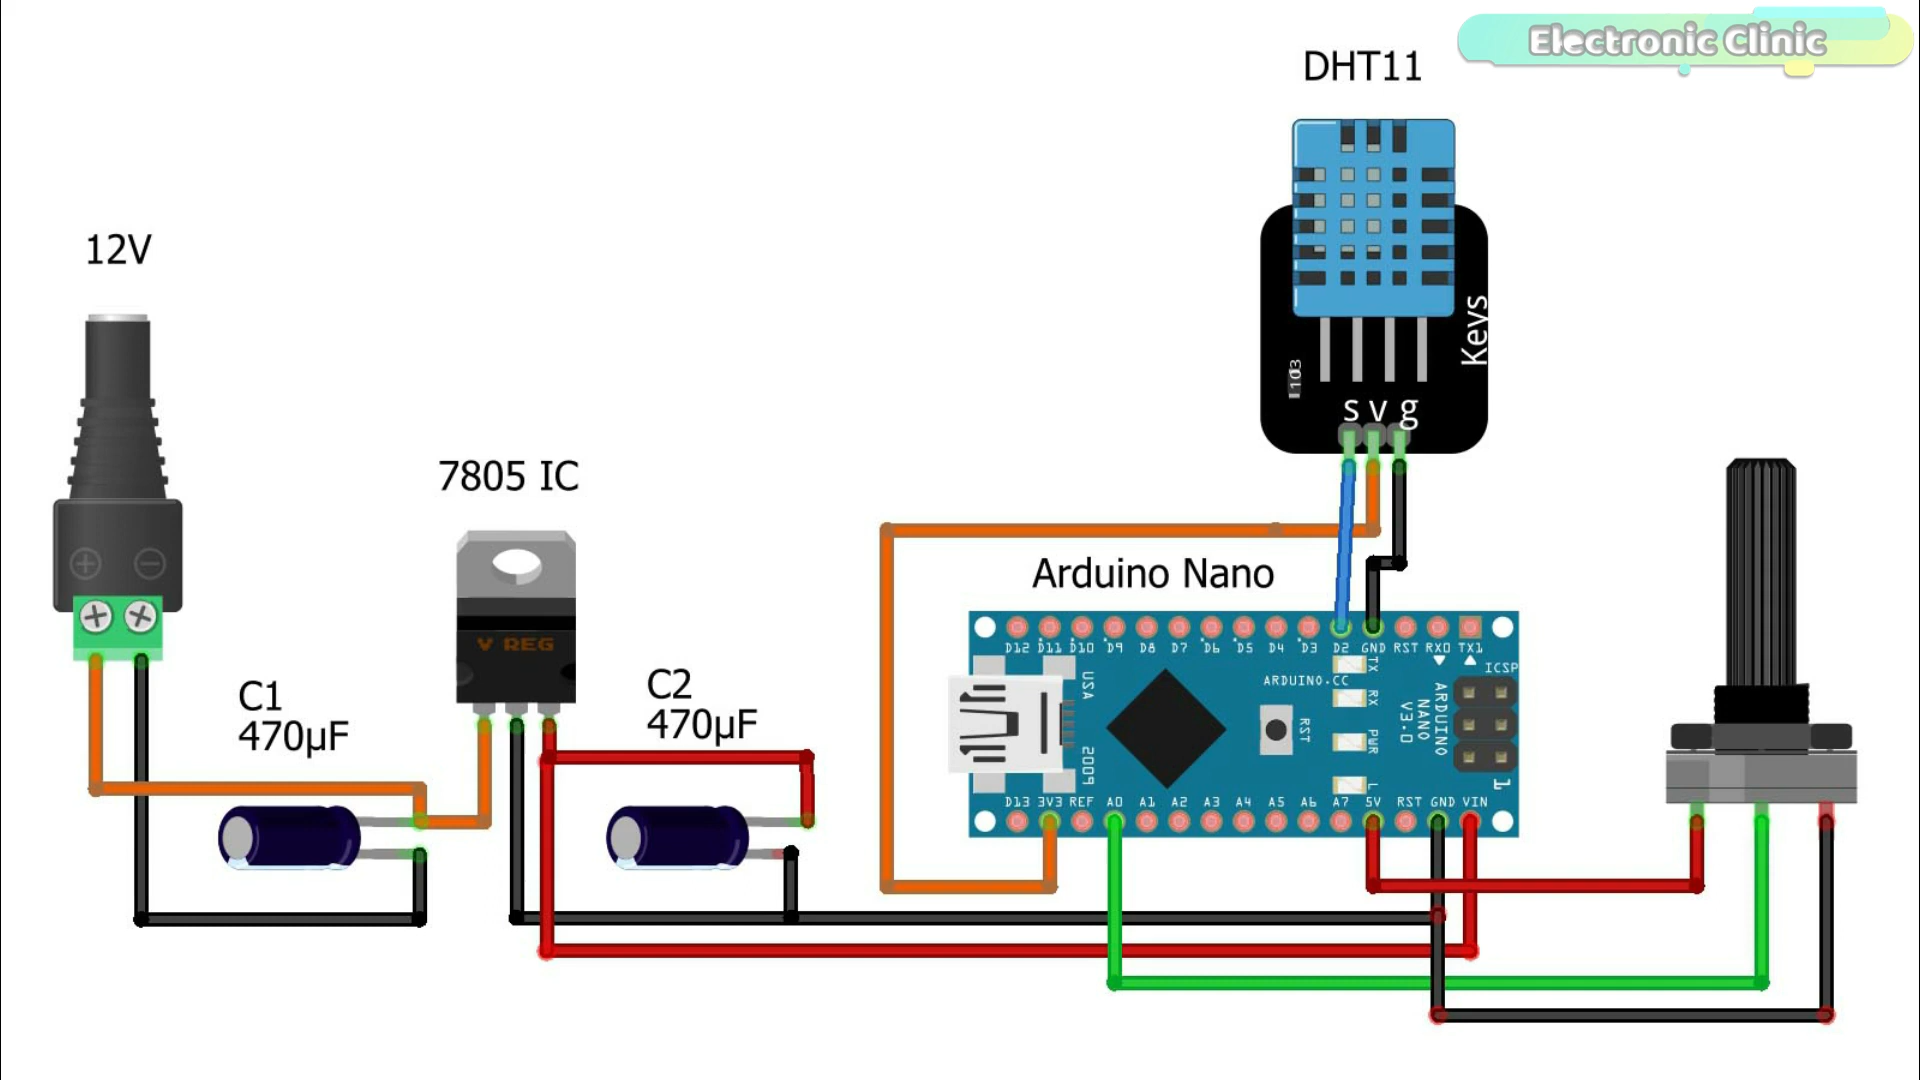 Electronic Clinic
DHT11
12V
Keys
103
s v g
7805 IC
V REG
Arduino Nano
C1
470µF
C2
470µF
D12 D11 D10 D9 D8 D7 D6 D5 D4 D3 D2 GND RST RX0 TX1
ICSP
TX
RX
PWR
L
ARDUINO.CC
RST
ARDUINO
NANO
V3.0
USA
2009
1
D13 3V3 REF A0 A1 A2 A3 A4 A5 A6 A7 5V RST GND VIN